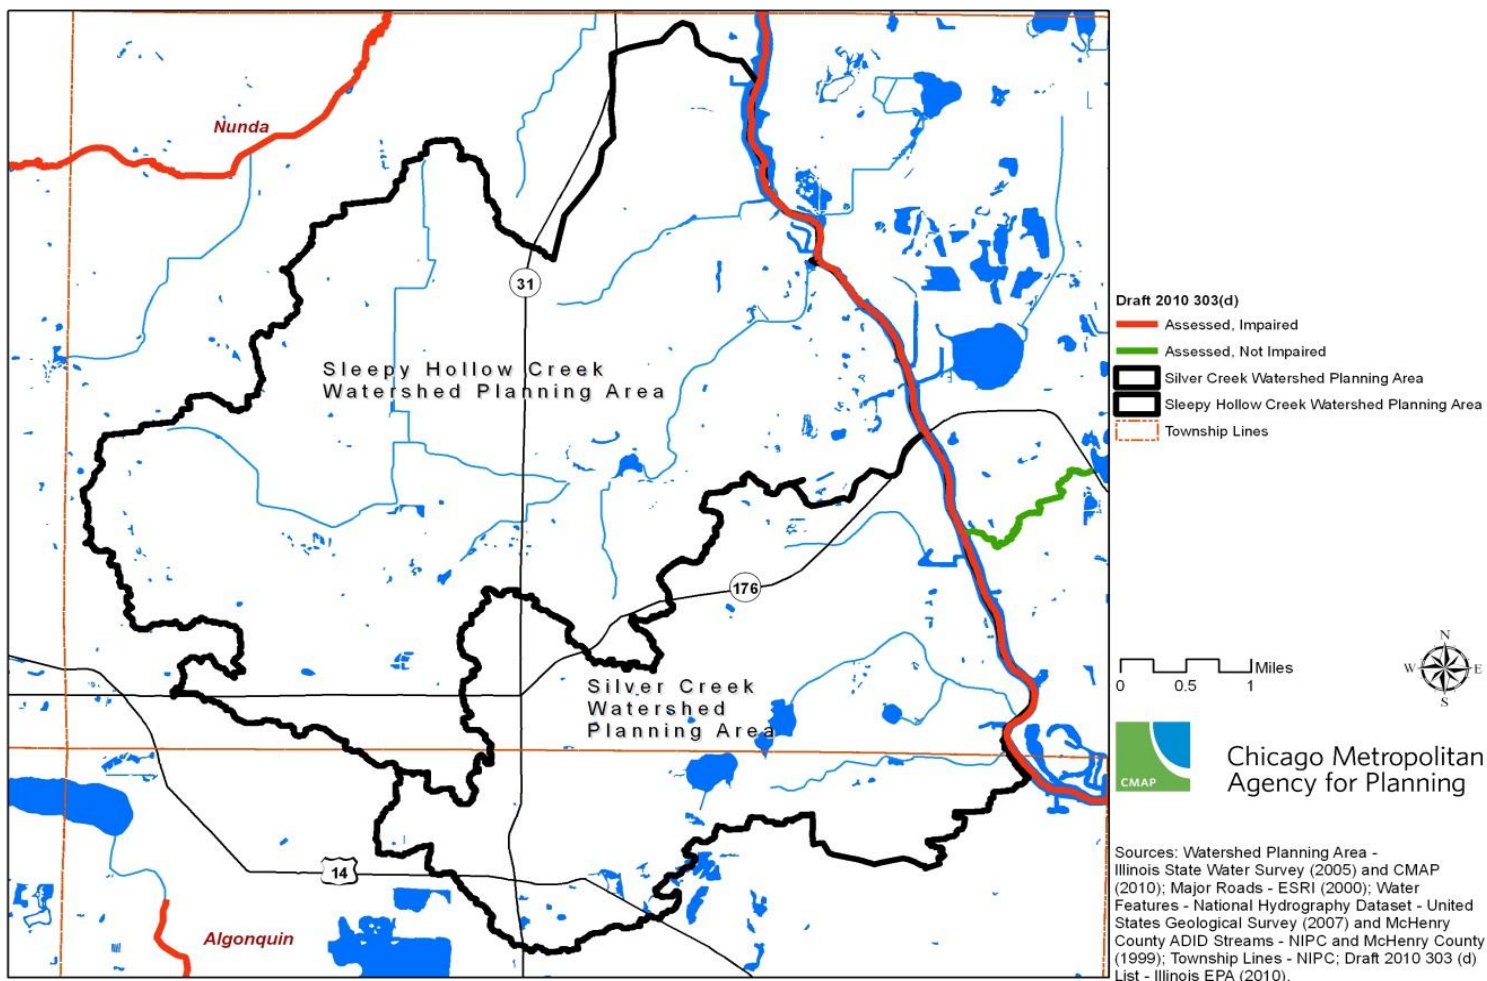 Nunda
31
Sleepy Hollow Creek
Watershed Planning Area
176
Silver Creek
Watershed
Planning Area
14
Algonquin
Draft 2010 303(d)
Assessed, Impaired
Assessed, Not Impaired
Silver Creek Watershed Planning Area
Sleepy Hollow Creek Watershed Planning Area
Township Lines
Miles
0 0.5 1
N
W E
S
CMAP
Chicago Metropolitan
Agency for Planning
Sources: Watershed Planning Area -
Illinois State Water Survey (2005) and CMAP
(2010); Major Roads - ESRI (2000); Water
Features - National Hydrography Dataset - United
States Geological Survey (2007) and McHenry
County ADID Streams - NIPC and McHenry County
(1999); Township Lines - NIPC; Draft 2010 303 (d)
List - Illinois EPA (2010).